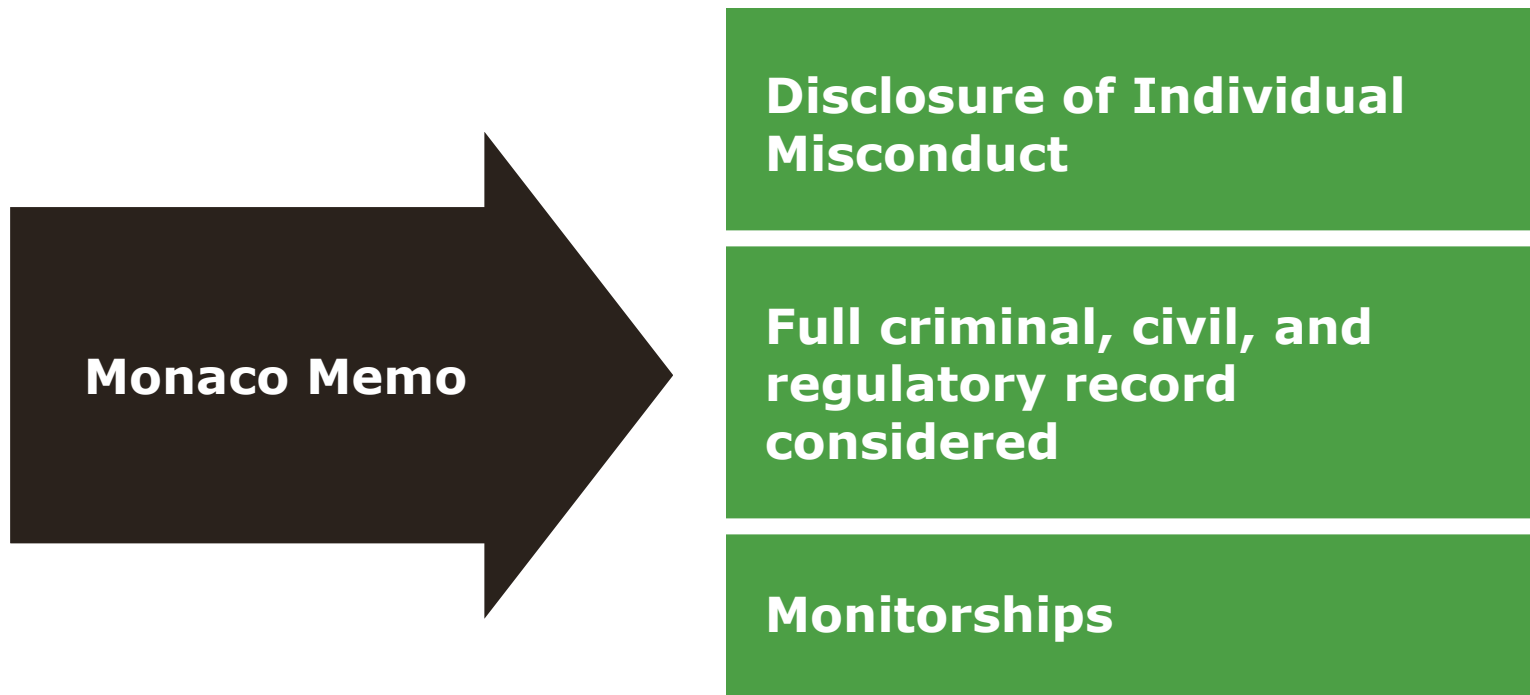 Monaco Memo
Disclosure of Individual
Misconduct
Full criminal, civil, and
regulatory record
considered
Monitorships